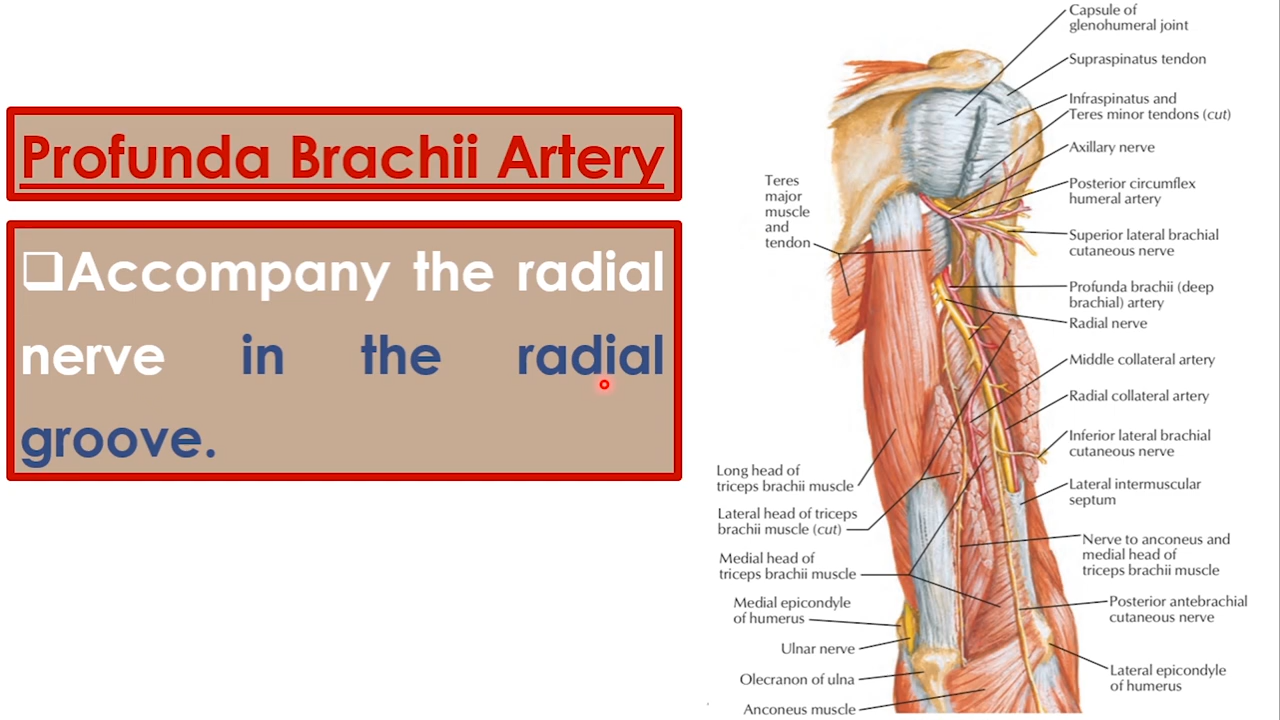 Profunda Brachii Artery
❑Accompany the radial
nerve in the radial
groove.
Capsule of
glenohumeral joint
Supraspinatus tendon
Infraspinatus and
Teres minor tendons (cut)
Axillary nerve
Posterior circumflex
humeral artery
Superior lateral brachial
cutaneous nerve
Profunda brachii (deep
brachial) artery
Radial nerve
Middle collateral artery
Radial collateral artery
Inferior lateral brachial
cutaneous nerve
Lateral intermuscular
septum
Nerve to anconeus and
medial head of
triceps brachii muscle
Posterior antebrachial
cutaneous nerve
Lateral epicondyle
of humerus
Teres
major
muscle
and
tendon
Long head of
triceps brachii muscle
Lateral head of triceps
brachii muscle (cut)
Medial head of
triceps brachii muscle
Medial epicondyle
of humerus
Ulnar nerve
Olecranon of ulna
Anconeus muscle